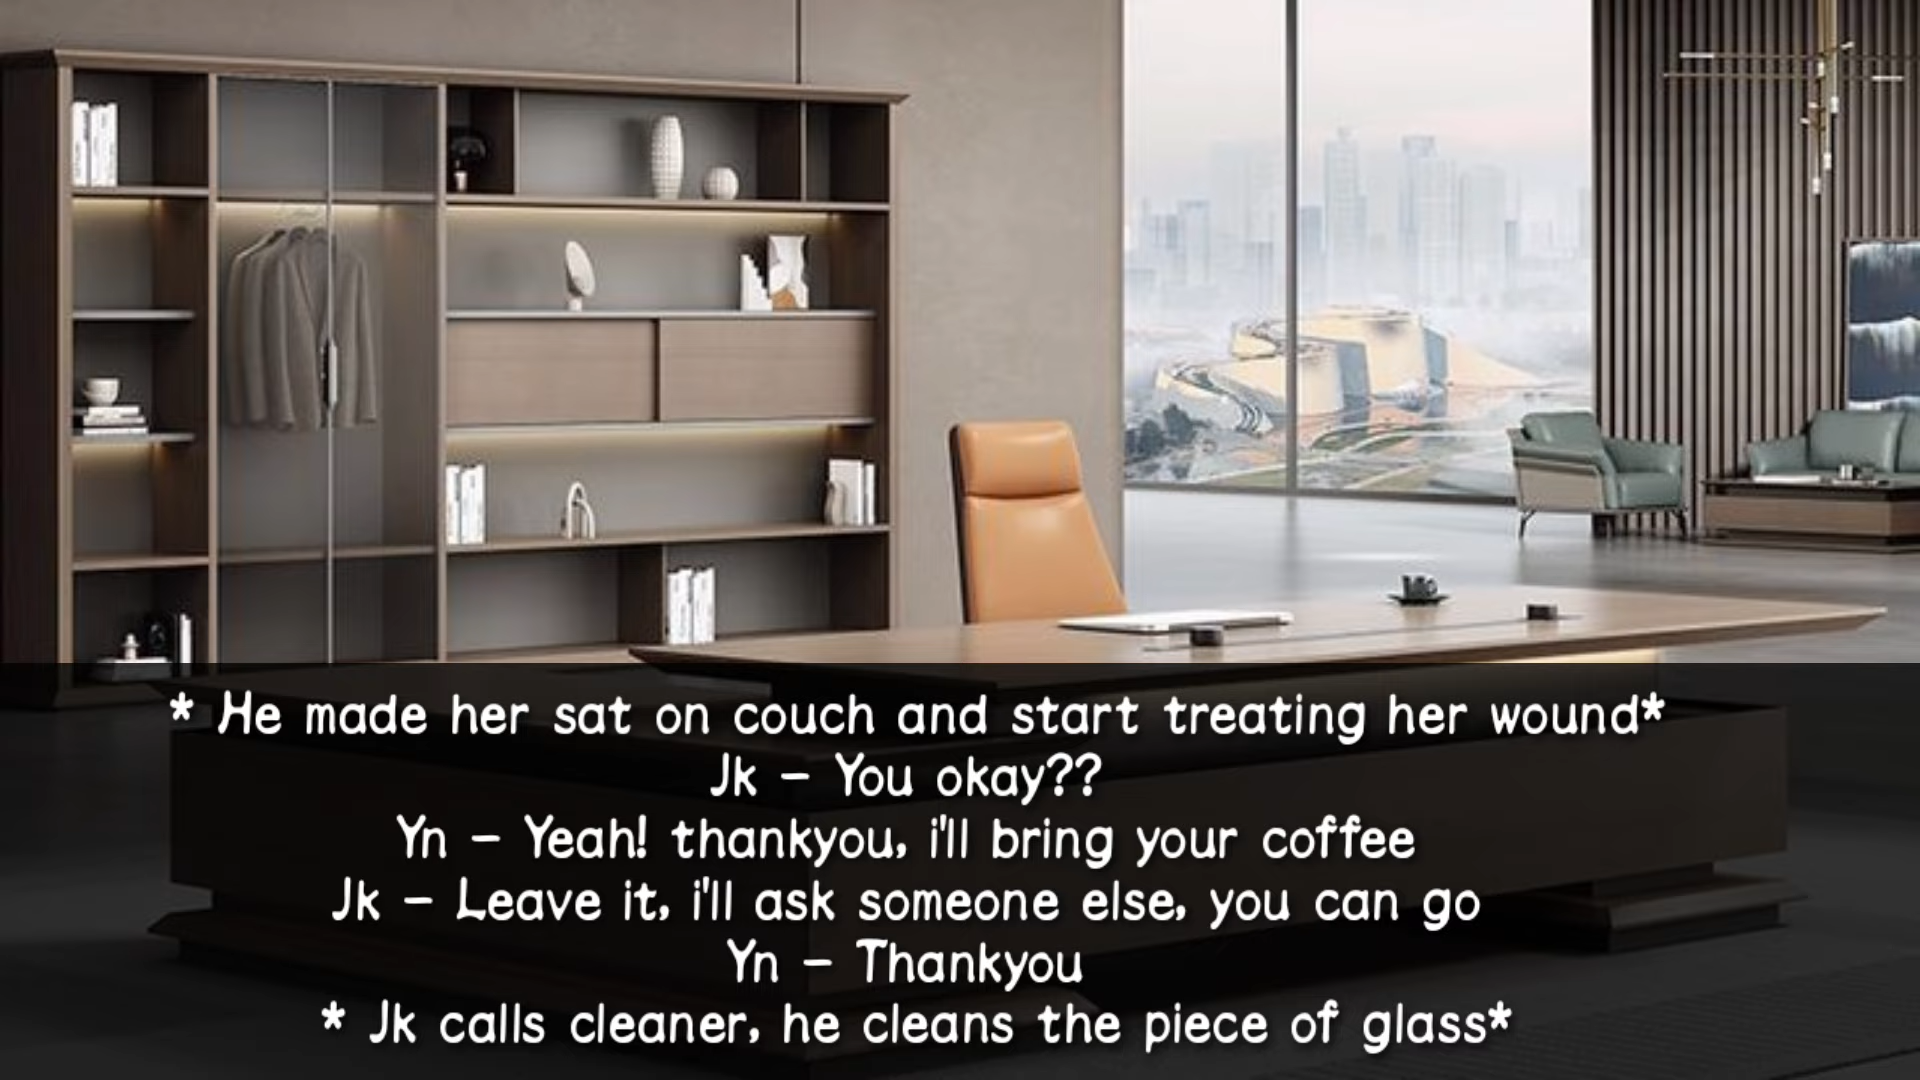 * He made her sat on couch and start treating her wound*
Jk - You okay??
Yn - Yeah! thankyou, i'll bring your coffee
Jk - Leave it, i'll ask someone else, you can go
Yn - Thankyou
* Jk calls cleaner, he cleans the piece of glass*